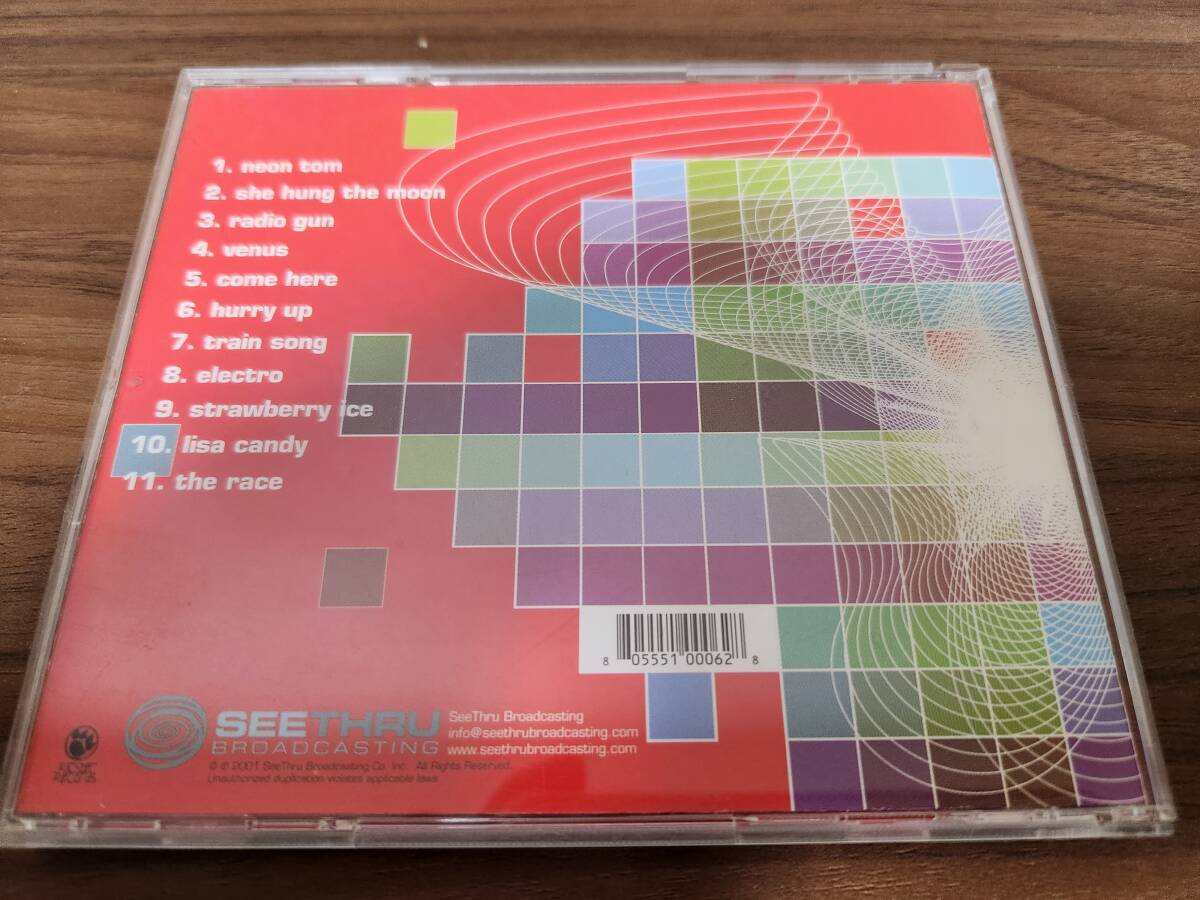 1. neon tom
2. she hung the moon
3. radio gun
4. venus
5. come here
6. hurry up
7. train song
8. electro
9. strawberry ice
10. lisa candy
11. the race
8 05551 00062 8
SEETHRU
BROADCASTING
SeeThru Broadcasting
info@seethrubroadcasting.com
www.seethrubroadcasting.com
© ℗ 2001 SeeThru Broadcasting Co. Inc. All Rights Reserved.
Unauthorized duplication violates applicable laws